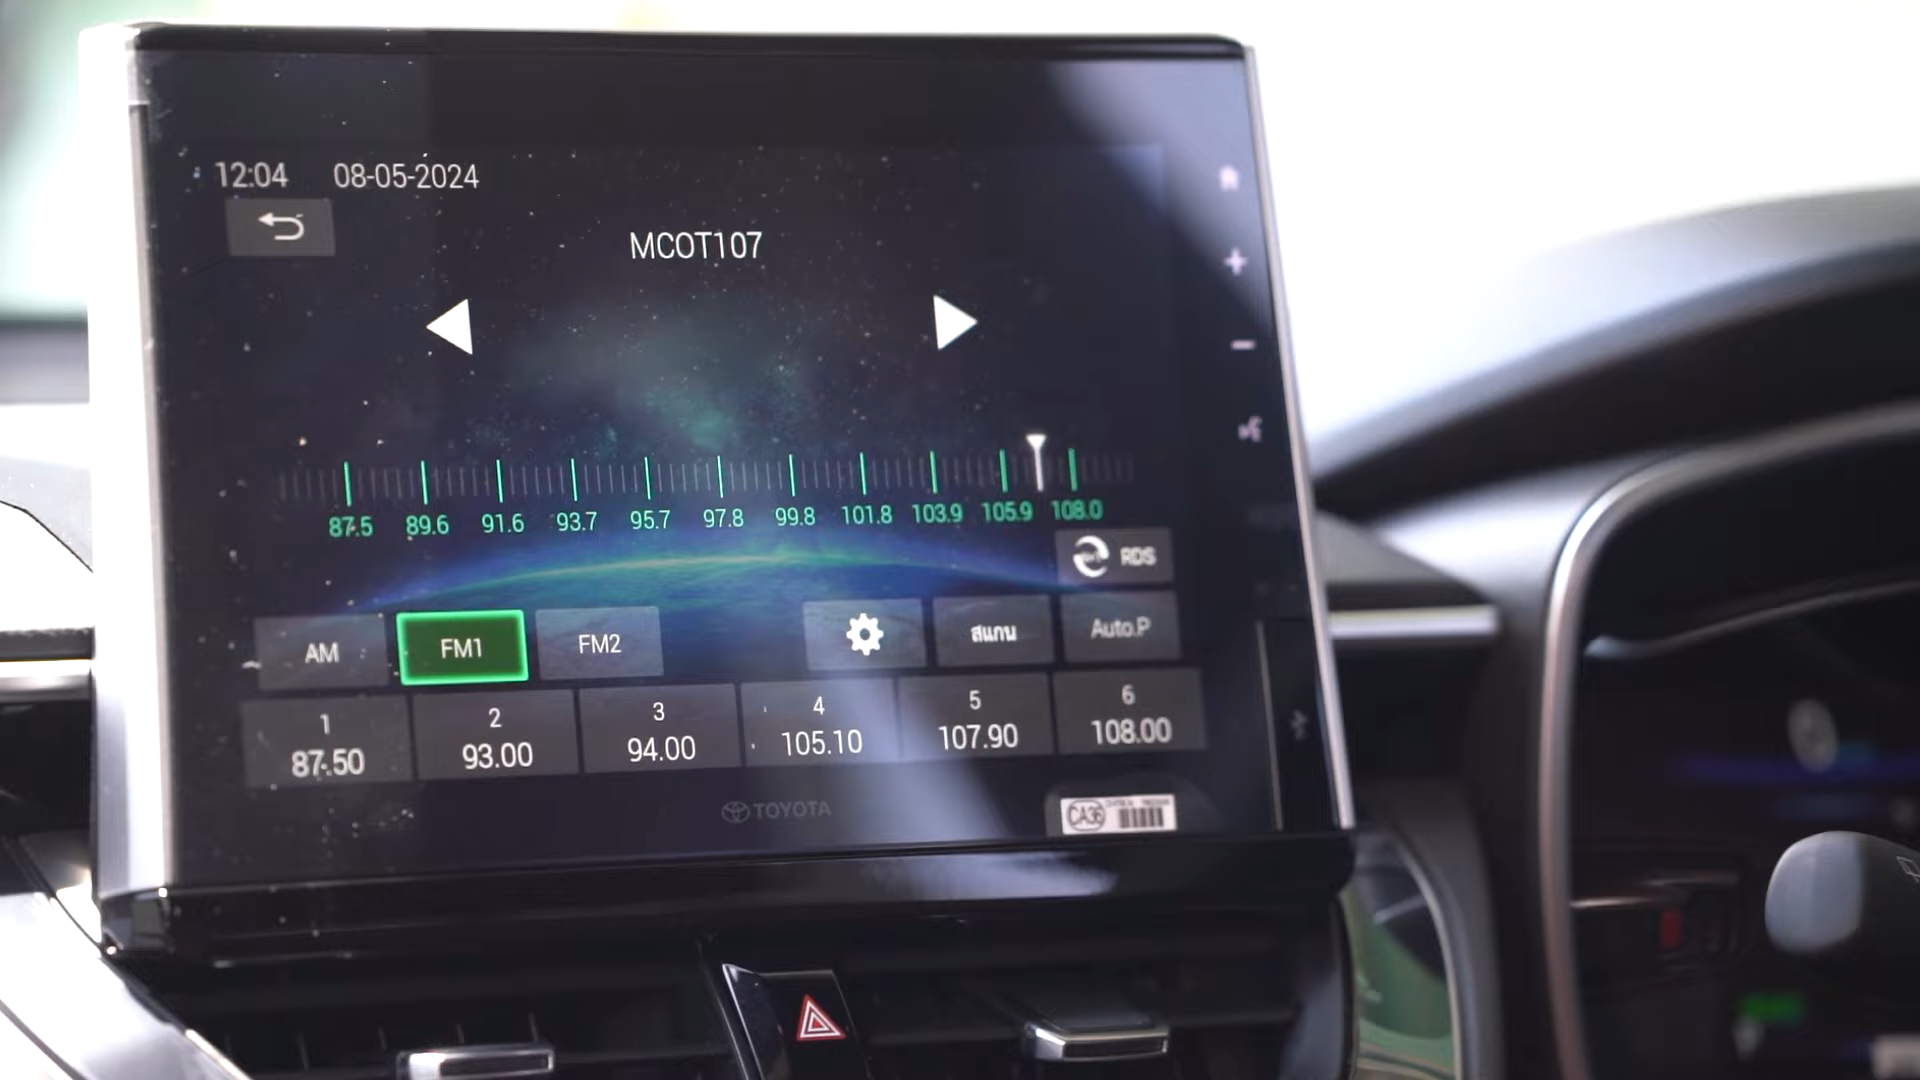 12:04 08-05-2024
MCOT107
87.5 89.6 91.6 93.7 95.7 97.8 99.8 101.8 103.9 105.9 108.0
RDS
AM FM1 FM2 สแกน Auto.P
1 2 3 4 5 6
87.50 93.00 94.00 105.10 107.90 108.00
TOYOTA
CA36